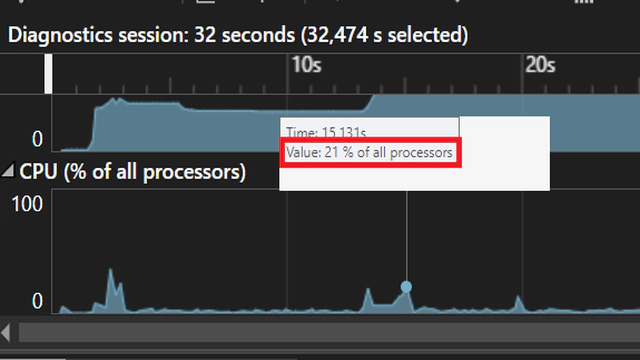 Diagnostics session: 32 seconds (32,474 s selected)
10s
20s
0
Time: 15,131s
Value: 21 % of all processors
CPU (% of all processors)
100
0